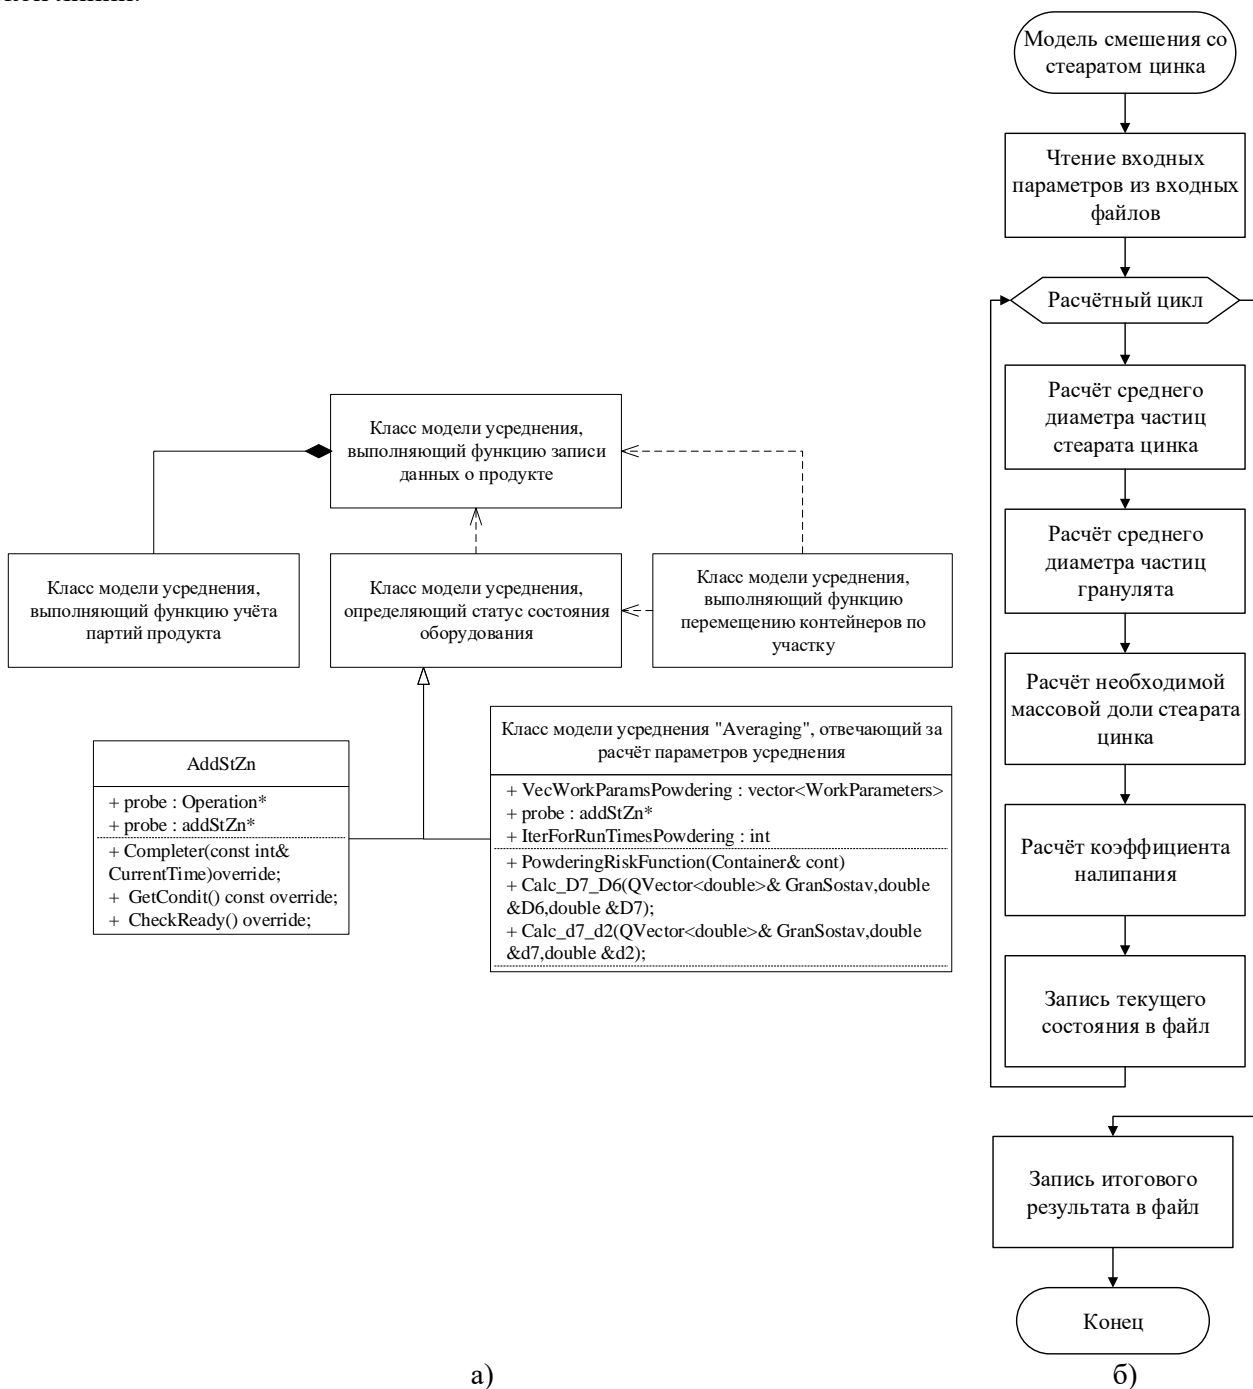 Модель смешения со
стеаратом цинка
Чтение входных
параметров из входных
файлов
Расчётный цикл
Расчёт среднего
диаметра частиц
стеарата цинка
Расчёт среднего
диаметра частиц
гранулята
Расчёт необходимой
массовой доли стеарата
цинка
Расчёт коэффициента
налипания
Запись текущего
состояния в файл
Запись итогового
результата в файл
Конец
Класс модели усреднения,
выполняющий функцию записи
данных о продукте
Класс модели усреднения,
выполняющий функцию учёта
партий продукта
Класс модели усреднения,
определяющий статус состояния
оборудования
Класс модели усреднения,
выполняющий функцию
перемещению контейнеров по
участку
AddStZn
+ probe : Operation*
+ probe : addStZn*
+ Completer(const int&
CurrentTime)override;
+ GetCondit() const override;
+ CheckReady() override;
Класс модели усреднения "Averaging", отвечающий за
расчёт параметров усреднения
+ VecWorkParamsPowdering : vector<WorkParameters>
+ probe : addStZn*
+ IterForRunTimesPowdering : int
+ PowderingRiskFunction(Container& cont)
+ Calc_D7_D6(QVector<double>& GranSostav,double
&D6,double &D7);
+ Calc_d7_d2(QVector<double>& GranSostav,double
&d7,double &d2);
а)
б)